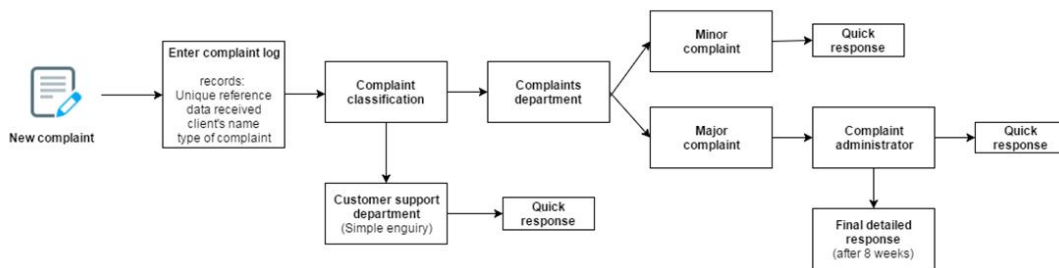 New complaint
Enter complaint log
records:
Unique reference
data received
client's name
type of complaint
Complaint
classification
Customer support
department
(Simple enguiry)
Quick
response
Complaints
department
Minor
complaint
Quick
response
Major
complaint
Complaint
administrator
Quick
response
Final detailed
response
(after 8 weeks)